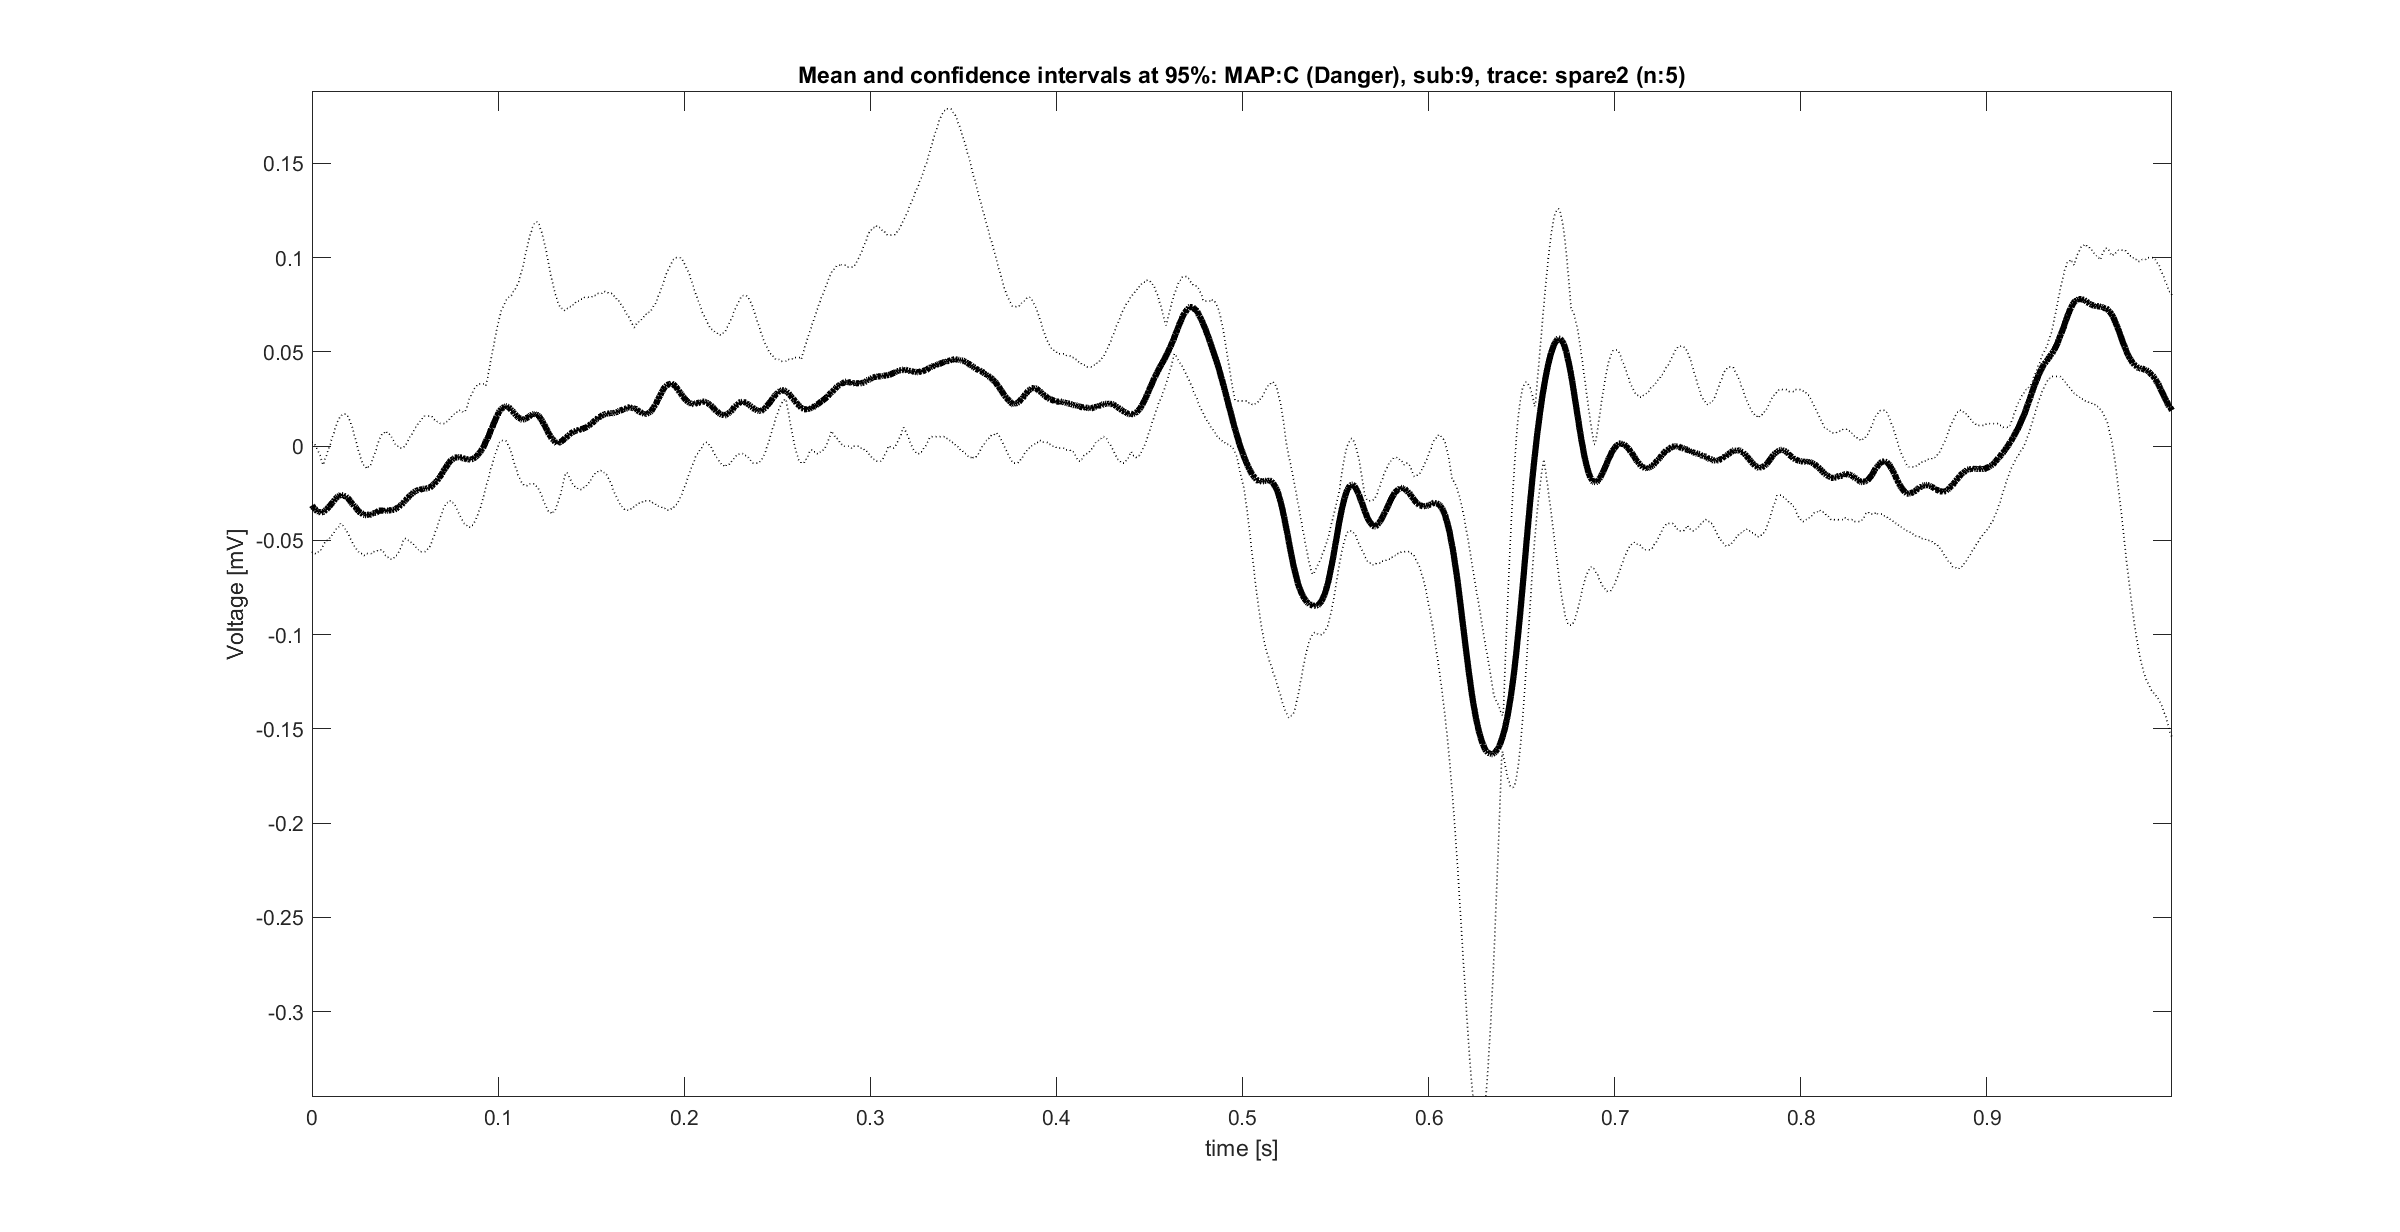 Mean and confidence intervals at 95%: MAP:C (Danger), sub:9, trace: spare2 (n:5)
0.15
0.1
0.05
0
-0.05
-0.1
-0.15
-0.2
-0.25
-0.3
Voltage [mV]
0 0.1 0.2 0.3 0.4 0.5 0.6 0.7 0.8 0.9
time [s]